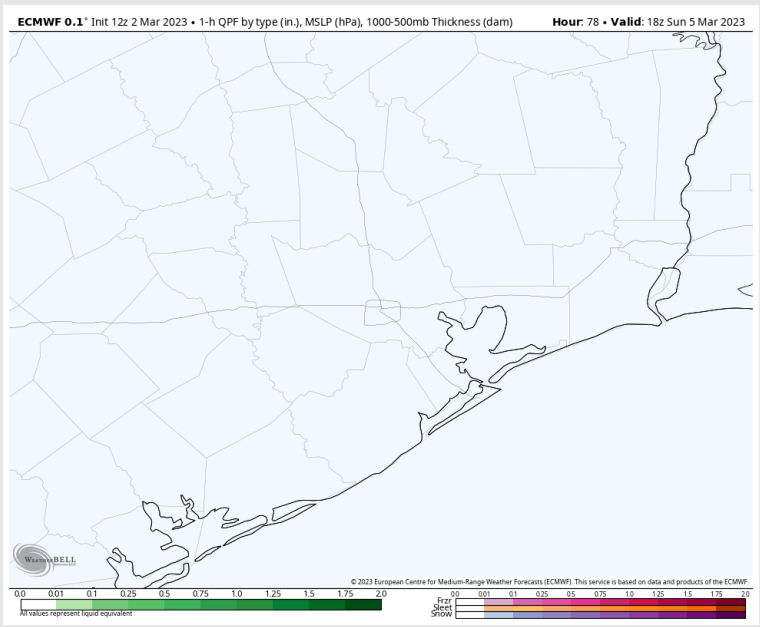 ECMWF 0.1° Init 12z 2 Mar 2023 • 1-h QPF by type (in.), MSLP (hPa), 1000-500mb Thickness (dam)
Hour: 78 • Valid: 18z Sun 5 Mar 2023
WEATHERBELL
© 2023 European Centre for Medium-Range Weather Forecasts (ECMWF). This service is based on data and products of the ECMWF.
0.0 0.01 0.1 0.25 0.5 0.75 1.0 1.25 1.5 1.75 2.0
All values represent liquid equivalent
0.0 0.01 0.1 0.25 0.5 0.75 1.0 1.25 1.5 1.75 2.0
Frzr
Sleet
Snow